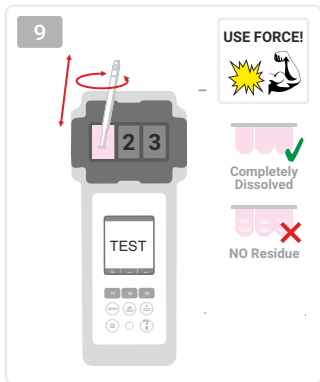 9
USE FORCE!
2 3
Completely
Dissolved
TEST
NO Residue